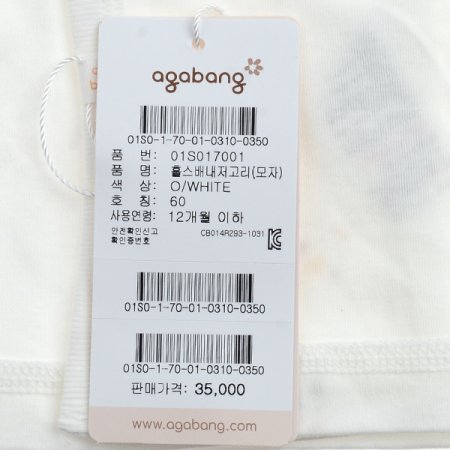 agabang
01S0-1-70-01-0310-0350
품 번: 01S017001
품 명: 홀스배내저고리(모자)
색 상: O/WHITE
호 칭: 60
사용연령: 12개월 이하
안전확인신고
확인증번호 CB014R293-1031
01S0-1-70-01-0310-0350
01S0-1-70-01-0310-0350
판매가격: 35,000
www.agabang.com